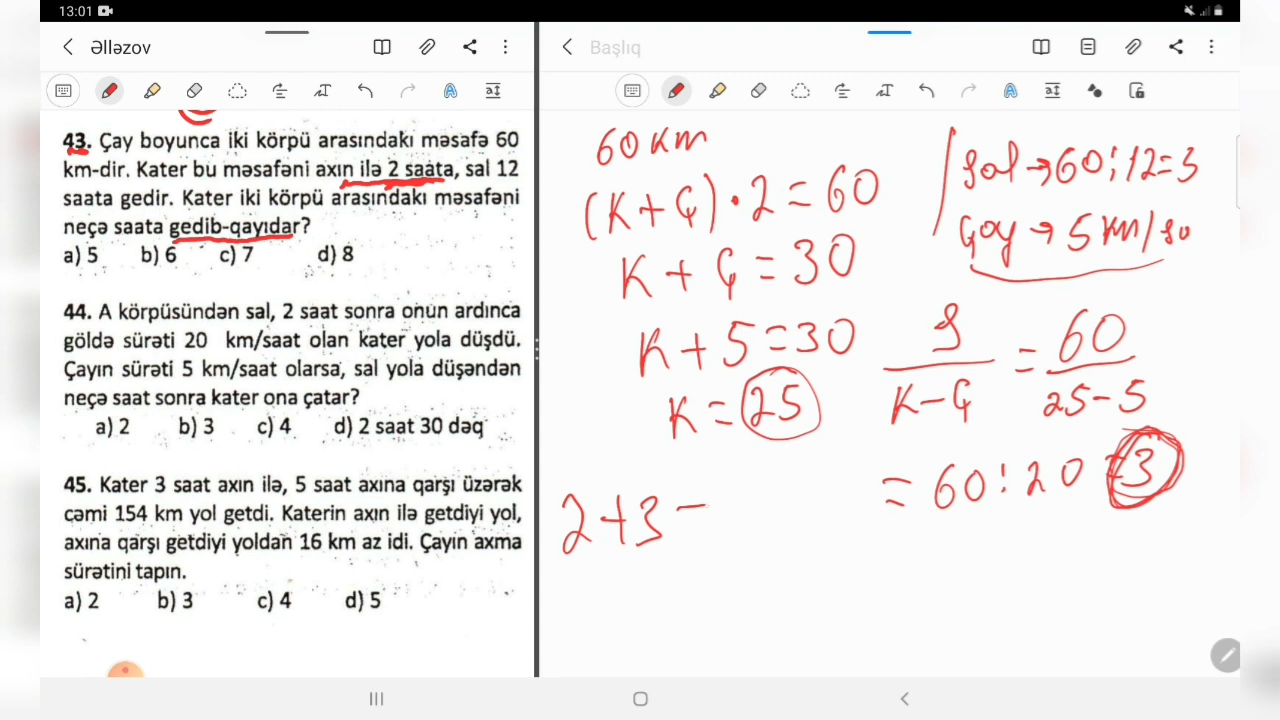 13:01
Əlləzov
Başlıq
43. Çay boyunca iki körpü arasındakı məsafə 60
km-dir. Kater bu məsafəni axın ilə 2 saata, sal 12
saata gedir. Kater iki körpü arasındakı məsafəni
neçə saata gedib-qayıdar?
a) 5 b) 6 c) 7 d) 8
44. A körpüsündən sal, 2 saat sonra onun ardınca
göldə sürəti 20 km/saat olan kater yola düşdü.
Çayın sürəti 5 km/saat olarsa, sal yola düşəndən
neçə saat sonra kater ona çatar?
a) 2 b) 3 c) 4 d) 2 saat 30 dəq
45. Kater 3 saat axın ilə, 5 saat axına qarşı üzərək
cəmi 154 km yol getdi. Katerin axın ilə getdiyi yol,
axına qarşı getdiyi yoldan 16 km az idi. Çayın axma
sürətini tapın.
a) 2 b) 3 c) 4 d) 5
60 km
(K+Ç)·2=60
K+Ç=30
K+5=30
K=25
2+3=
Sal→60:12=5
Çay→5 km/sa
S/K-Ç=60/25-5
=60:20=3